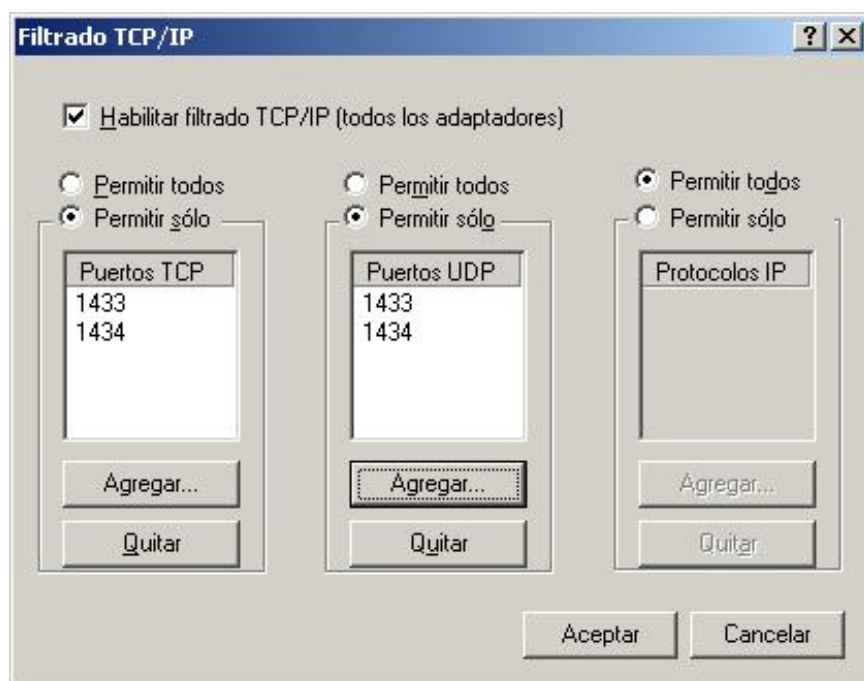 Filtrado TCP/IP
Habilitar filtrado TCP/IP (todos los adaptadores)
Permitir todos
Permitir sólo
Puertos TCP
1433
1434
Agregar...
Quitar
Permitir todos
Permitir sólo
Puertos UDP
1433
1434
Agregar...
Quitar
Permitir todos
Permitir sólo
Protocolos IP
Agregar...
Quitar
Aceptar
Cancelar